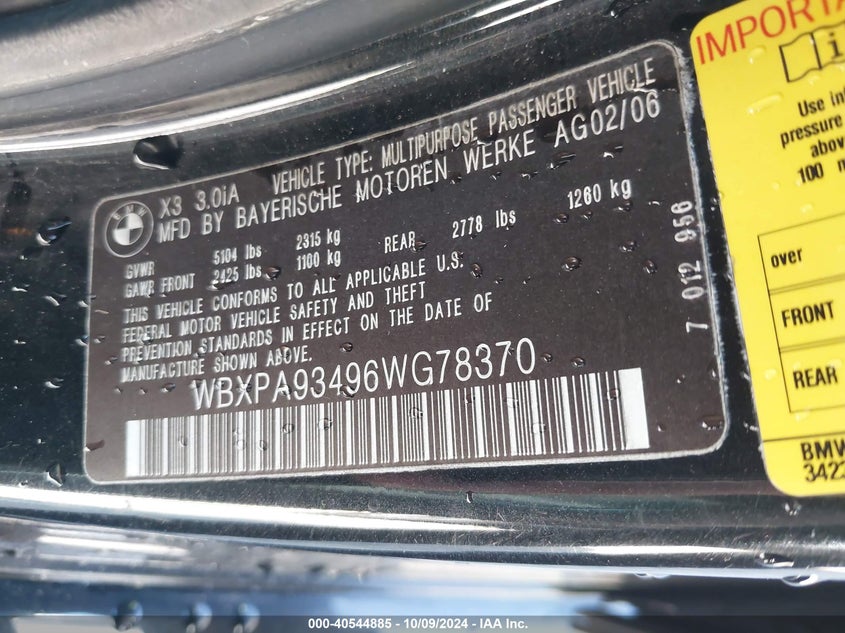 BMW
X3 3.0iA VEHICLE TYPE: MULTIPURPOSE PASSENGER VEHICLE
MFD BY BAYERISCHE MOTOREN WERKE AG02/06
GVWR 5104 lbs 2315 kg
GAWR FRONT 2425 lbs 1100 kg REAR 2778 lbs 1260 kg
THIS VEHICLE CONFORMS TO ALL APPLICABLE U.S.
FEDERAL MOTOR VEHICLE SAFETY AND THEFT
PREVENTION STANDARDS IN EFFECT ON THE DATE OF
MANUFACTURE SHOWN ABOVE.
WBXPA93496WG78370
7 012 956
Use
pressure
above
100
over
FRONT
REAR
BMW
000-40544885 - 10/09/2024 - IAA Inc.